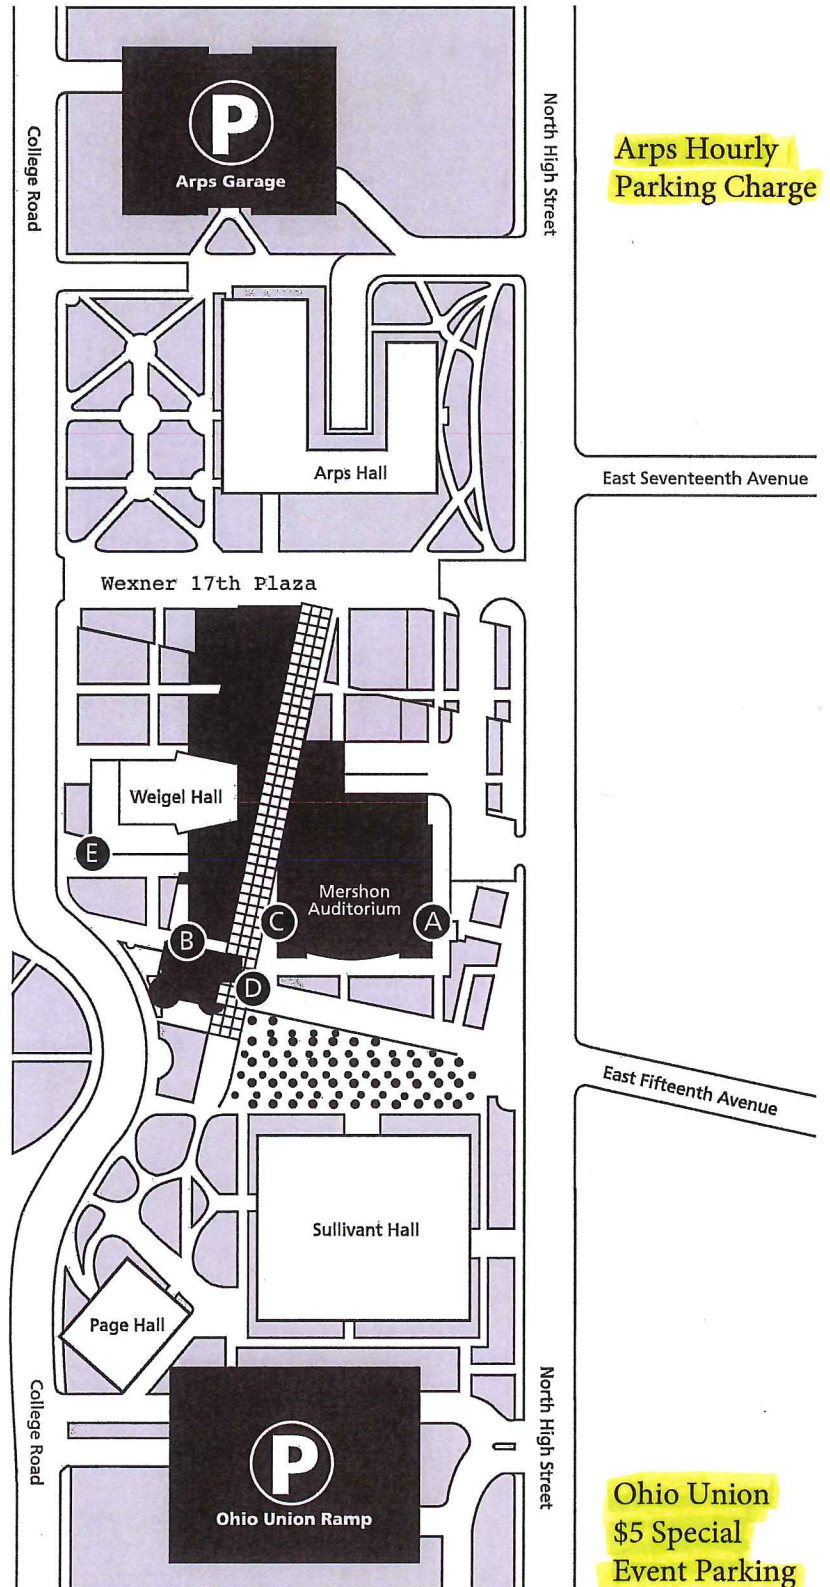 College Road
P
Arps Garage
North High Street
Arps Hourly
Parking Charge
Arps Hall
East Seventeenth Avenue
Wexner 17th Plaza
Weigel Hall
E
Mershon
Auditorium
B
C
A
D
East Fifteenth Avenue
Sullivant Hall
Page Hall
College Road
P
Ohio Union Ramp
North High Street
Ohio Union
$5 Special
Event Parking